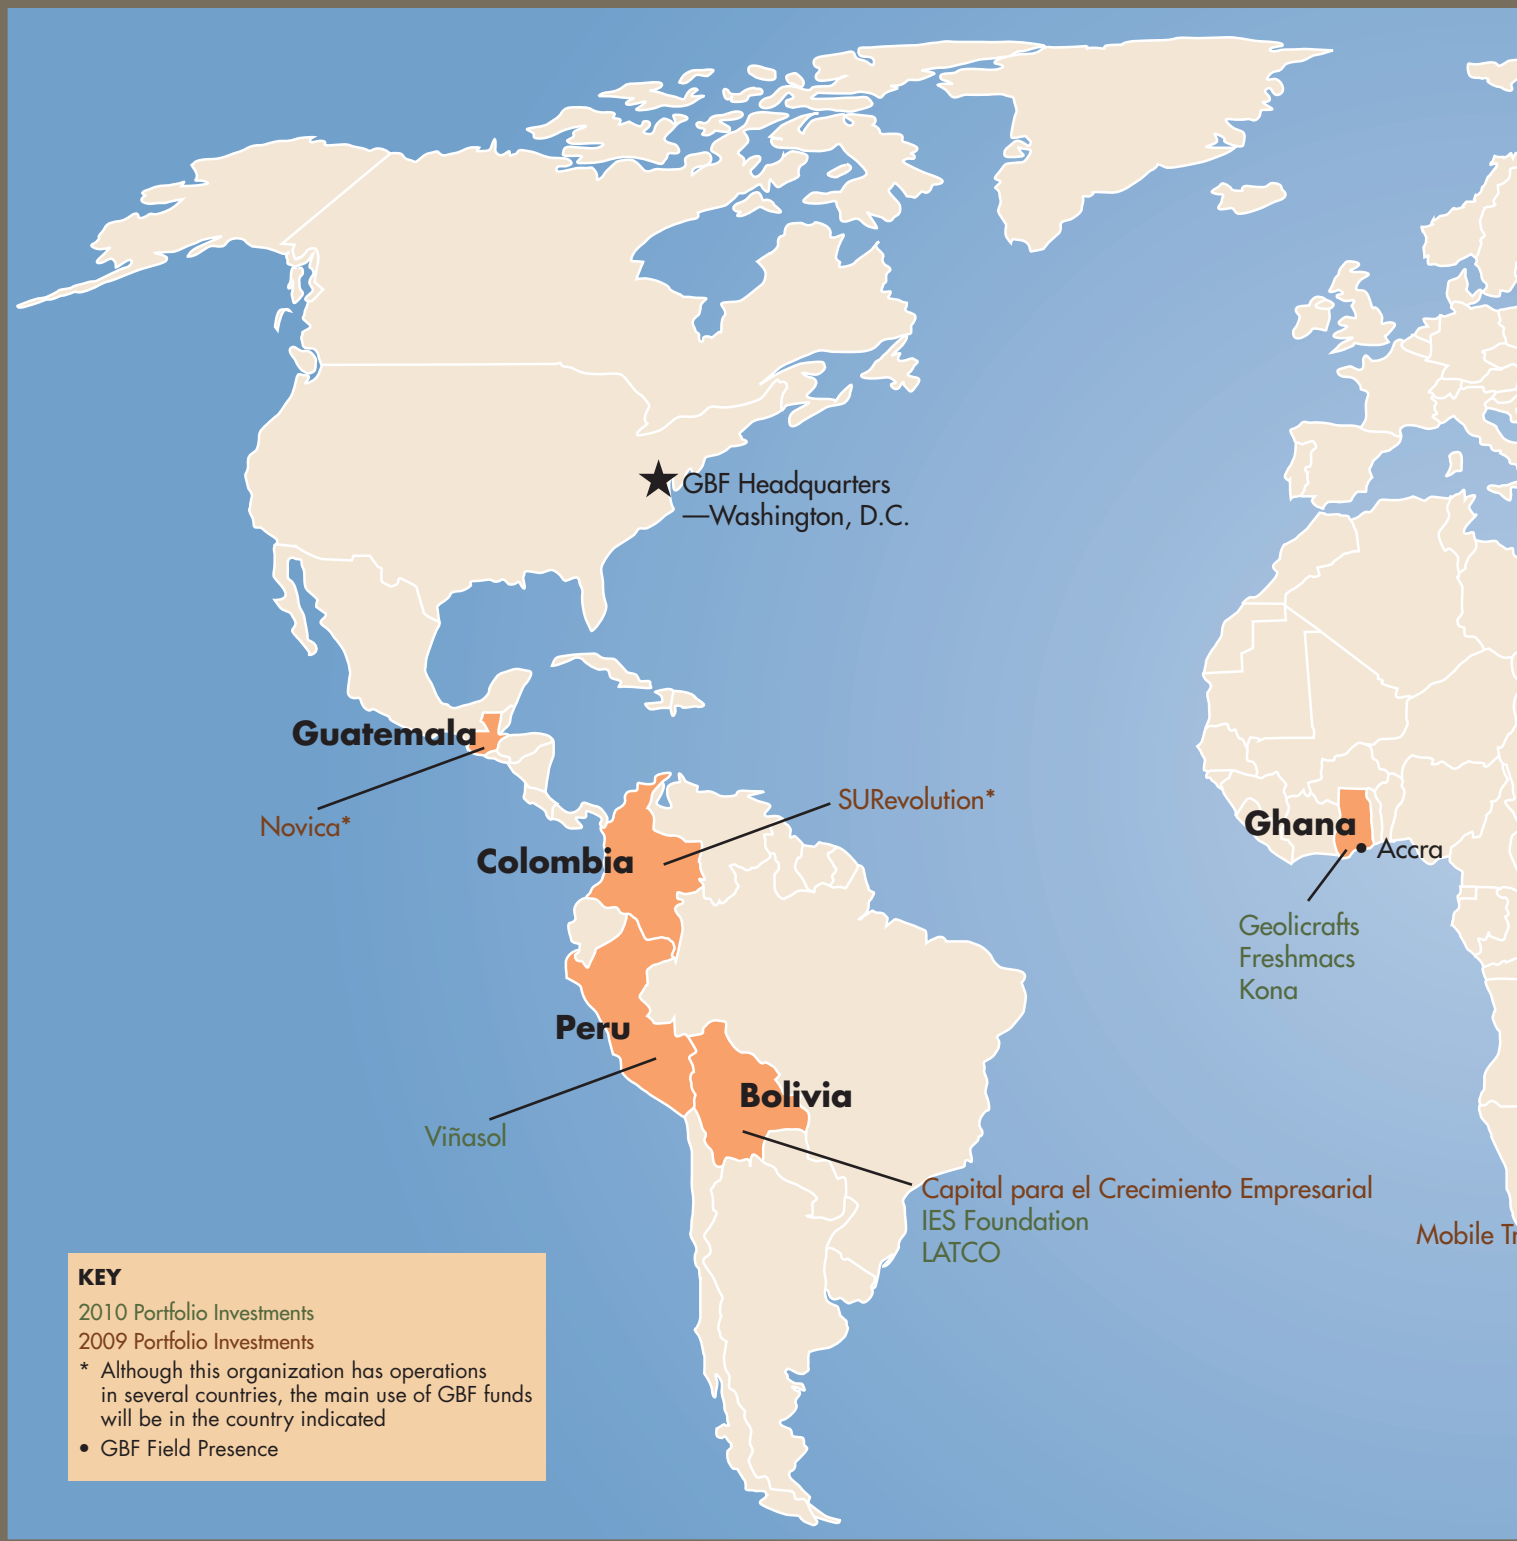 GBF Headquarters
—Washington, D.C.
Guatemala
Novica*
SURevolution*
Colombia
Ghana
Accra
Geolicrafts
Freshmacs
Kona
Peru
Viñasol
Bolivia
Capital para el Crecimiento Empresarial
IES Foundation
LATCO
Mobile Tr
KEY
2010 Portfolio Investments
2009 Portfolio Investments
* Although this organization has operations
in several countries, the main use of GBF funds
will be in the country indicated
• GBF Field Presence